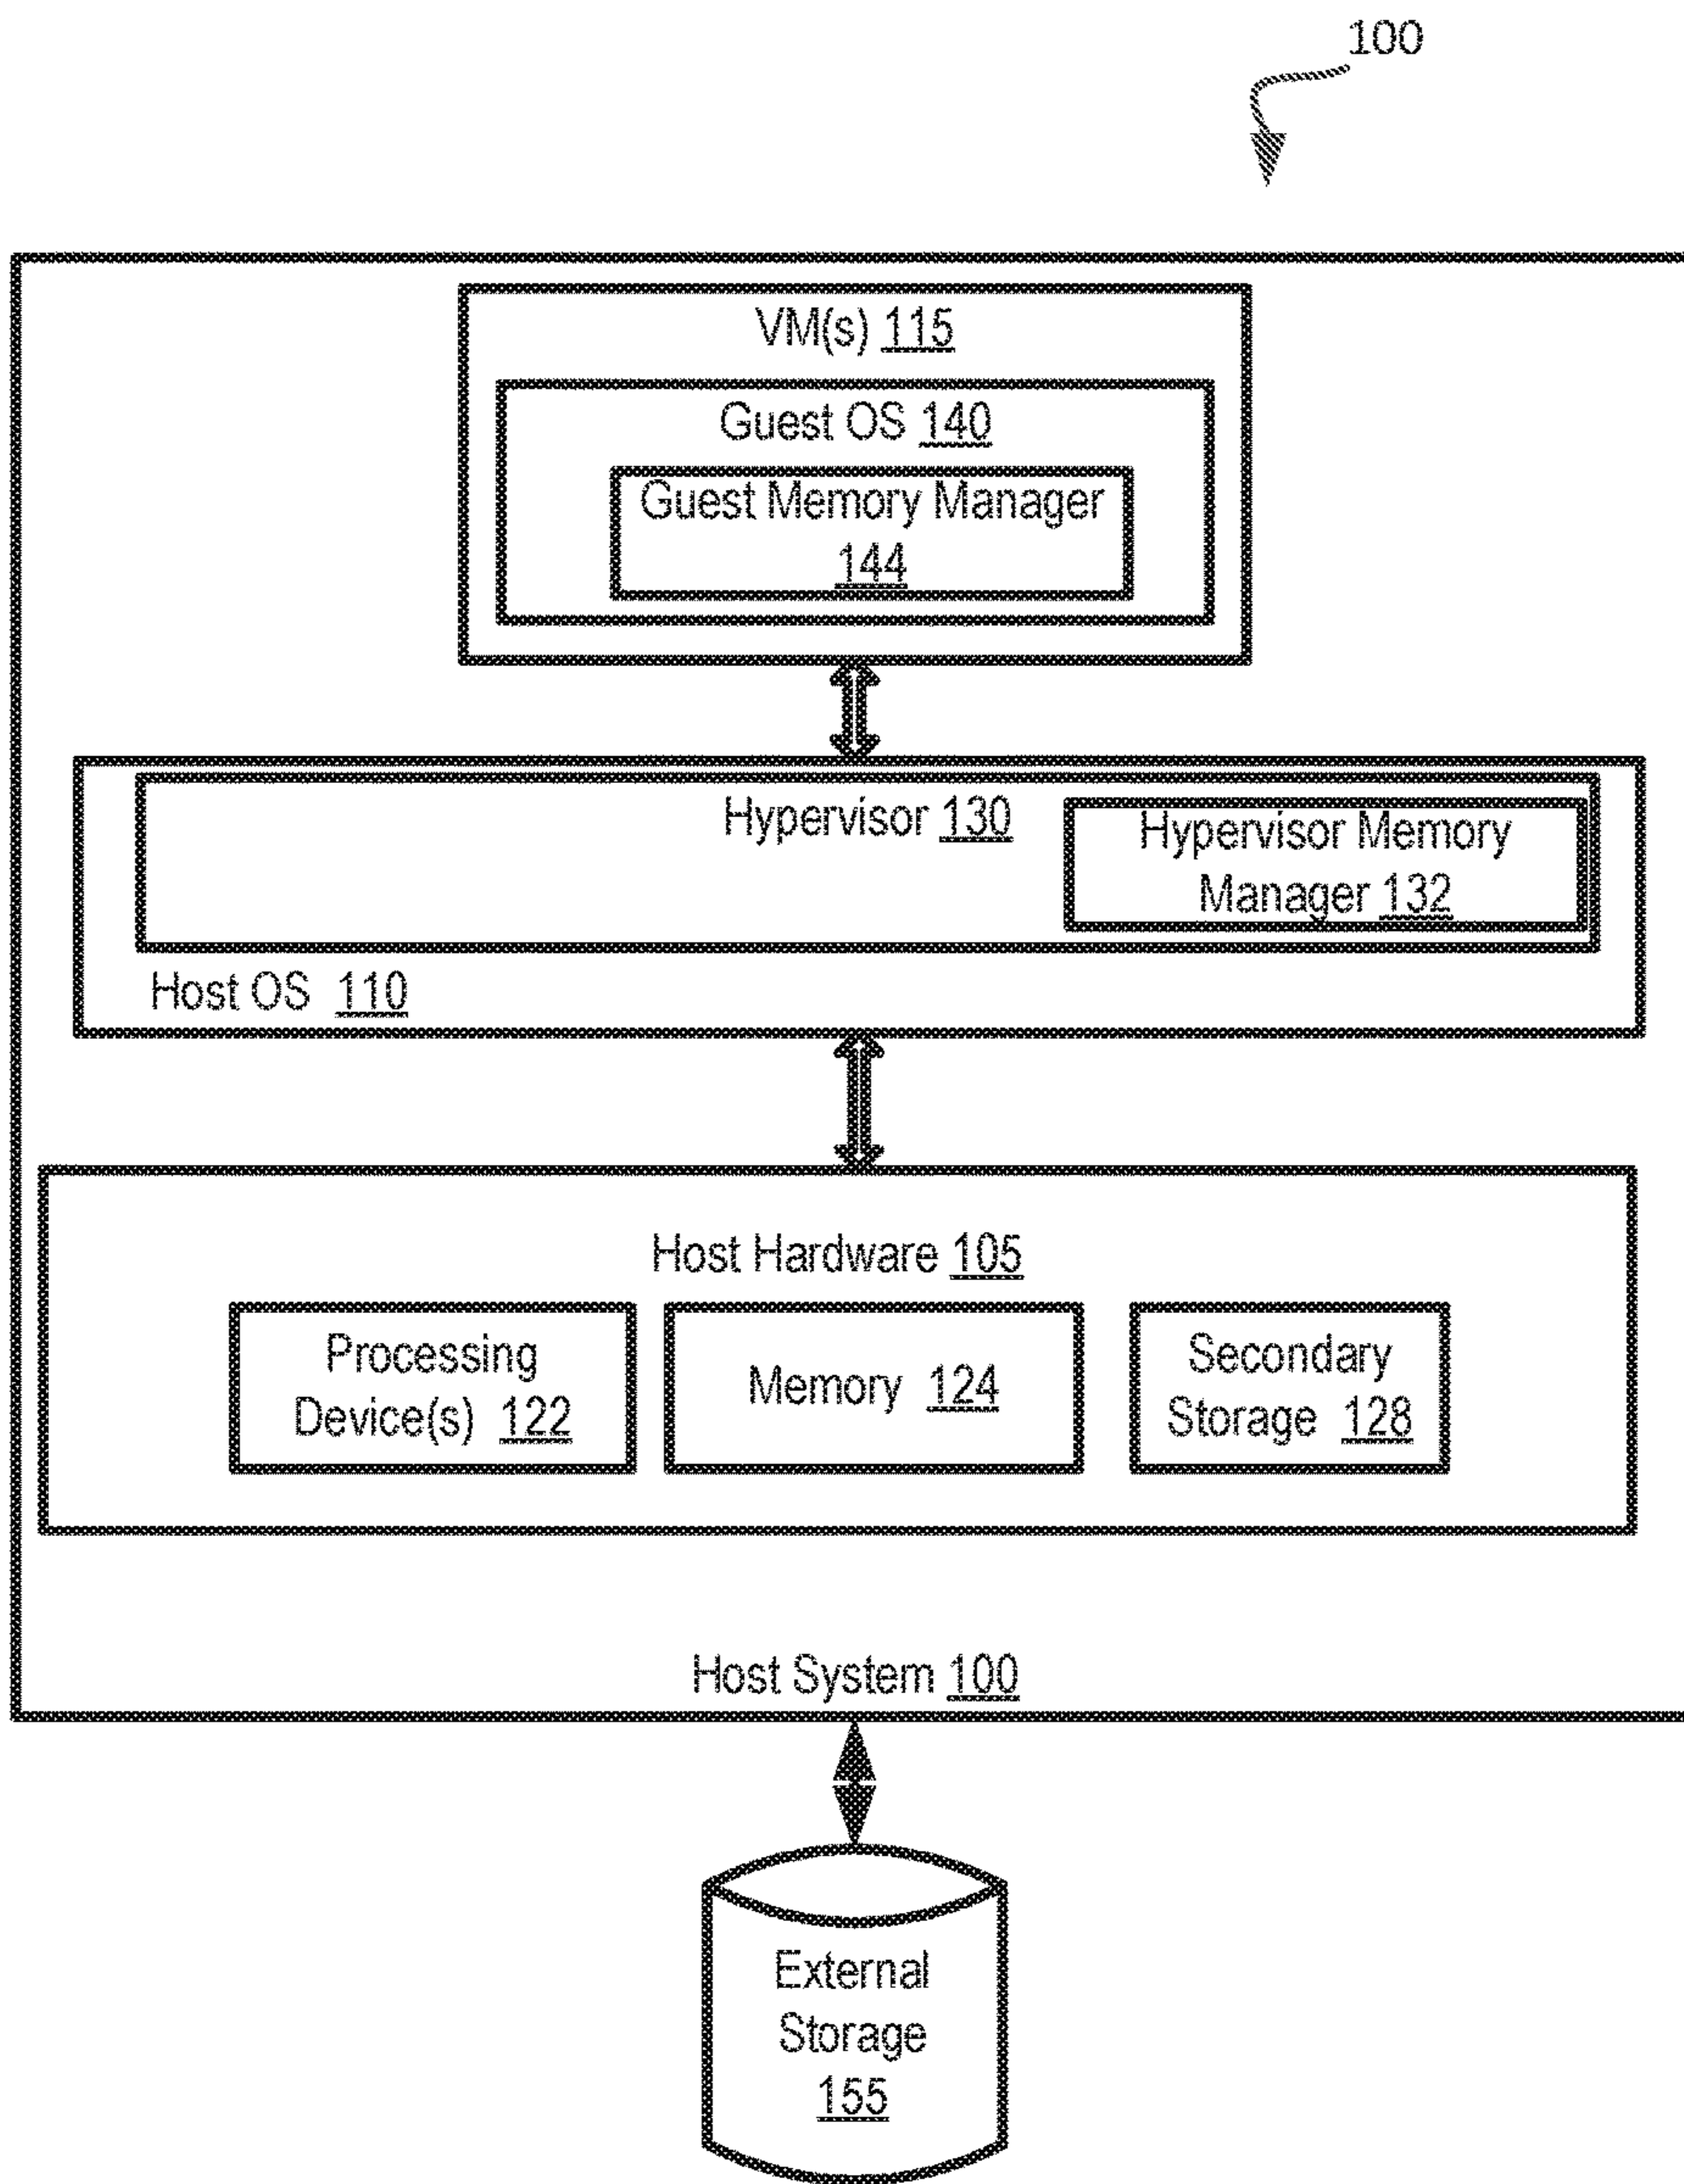 100
VM(s) 115
Guest OS 140
Guest Memory Manager
144
Hypervisor 130
Hypervisor Memory
Manager 132
Host OS 110
Host Hardware 105
Processing
Device(s) 122
Memory 124
Secondary
Storage 128
Host System 100
External
Storage
155